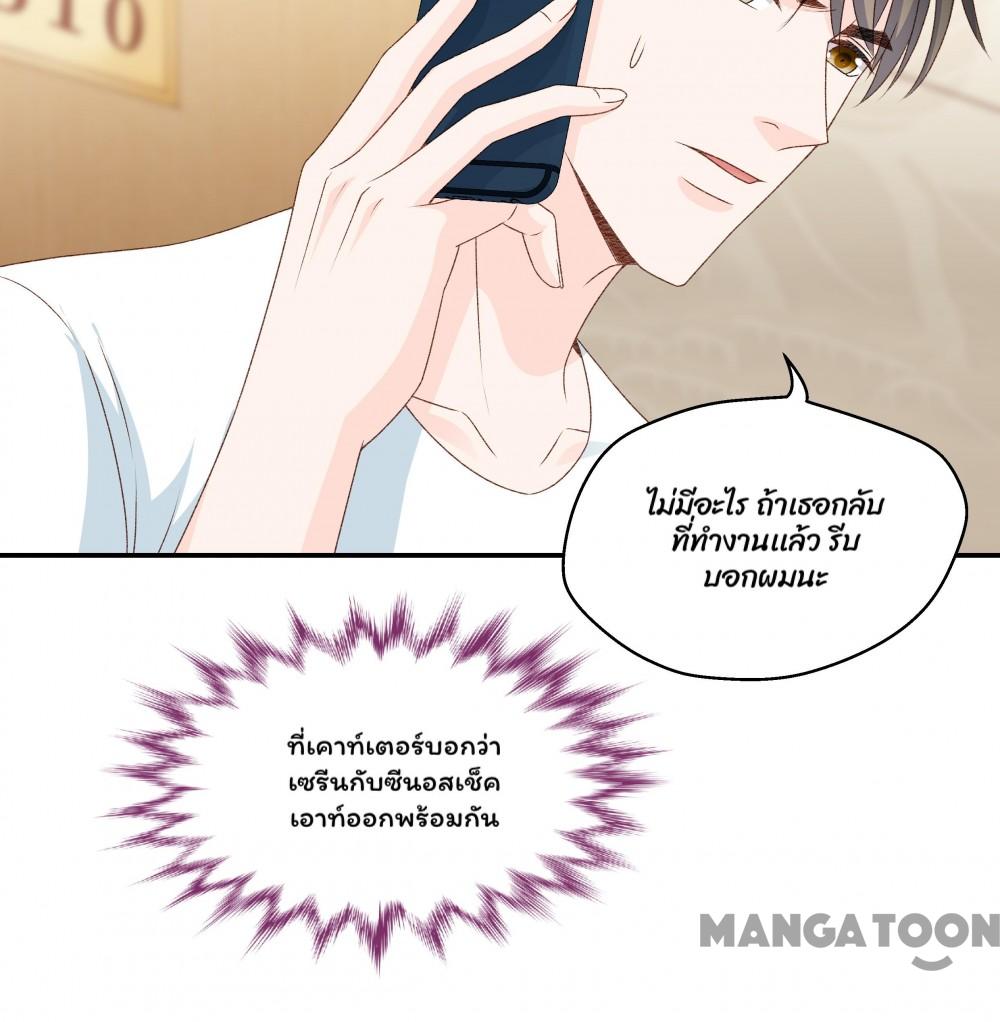 ไม่มีอะไร ถ้าเธอกลับ
ที่ทำงานแล้ว รีบ
บอกผมนะ
ที่เคาท์เตอร์บอกว่า
เซรีนกับซีนอสเช็ค
เอาท์ออกพร้อมกัน
MANGATOON